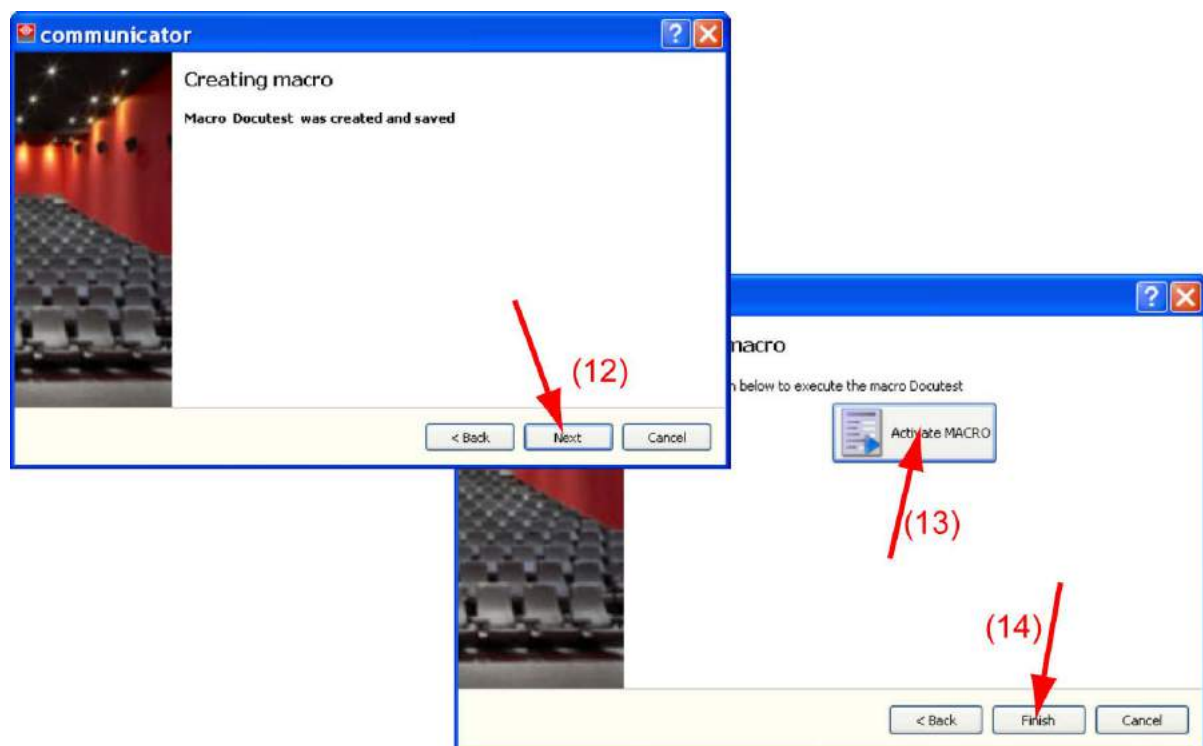 communicator
Creating macro
Macro Docutest was created and saved
(12)
< Back Next Cancel
macro
below to execute the macro Docutest
Activate MACRO
(13)
(14)
< Back Finish Cancel